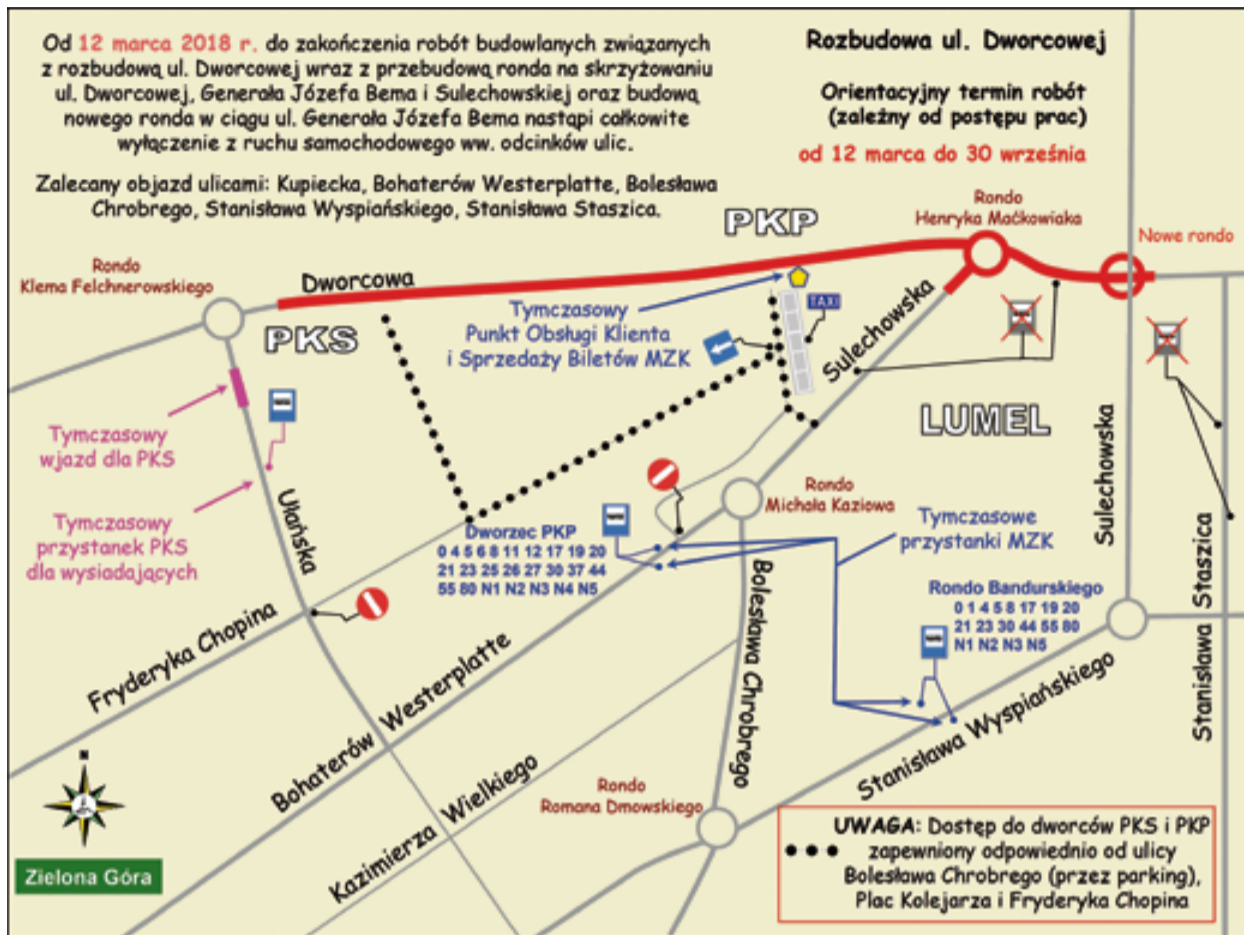 Od 12 marca 2018 r. do zakończenia robót budowlanych związanych
z rozbudową ul. Dworcowej wraz z przebudową ronda na skrzyżowaniu
ul. Dworcowej, Generała Józefa Bema i Sulechowskiej oraz budową
nowego ronda w ciągu ul. Generała Józefa Bema nastąpi całkowite
wyłączenie z ruchu samochodowego ww. odcinków ulic.
Zalecany objazd ulicami: Kupiecka, Bohaterów Westerplatte, Bolesława
Chrobrego, Stanisława Wyspiańskiego, Stanisława Staszica.
Rozbudowa ul. Dworcowej
Orientacyjny termin robót
(zależny od postępu prac)
od 12 marca do 30 września
Rondo
Henryka Maćkowiaka
PKP
Nowe rondo
Rondo
Klema Felchnerowskiego
Dworcowa
PKS
Tymczasowy
Punkt Obsługi Klienta
i Sprzedaży Biletów MZK
TAXI
Sulechowska
LUMEL
Sulechowska
Stanisława Staszica
Tymczasowy
wjazd dla PKS
Tymczasowy
przystanek PKS
dla wysiadających
Ułańska
Rondo
Michała Kaziowa
Dworzec PKP
0 4 5 6 8 11 12 17 19 20
21 23 25 26 27 30 37 44
55 80 N1 N2 N3 N4 N5
Tymczasowe
przystanki MZK
Rondo Bandurskiego
0 1 4 5 8 17 19 20
21 23 30 44 55 80
N1 N2 N3 N5
Fryderyka Chopina
Bohaterów Westerplatte
Bolesława Chrobrego
Stanisława Wyspiańskiego
Kazimierza Wielkiego
Rondo
Romana Dmowskiego
N
Zielona Góra
UWAGA: Dostęp do dworców PKS i PKP
zapewniony odpowiednio od ulicy
Bolesława Chrobrego (przez parking),
Plac Kolejarza i Fryderyka Chopina